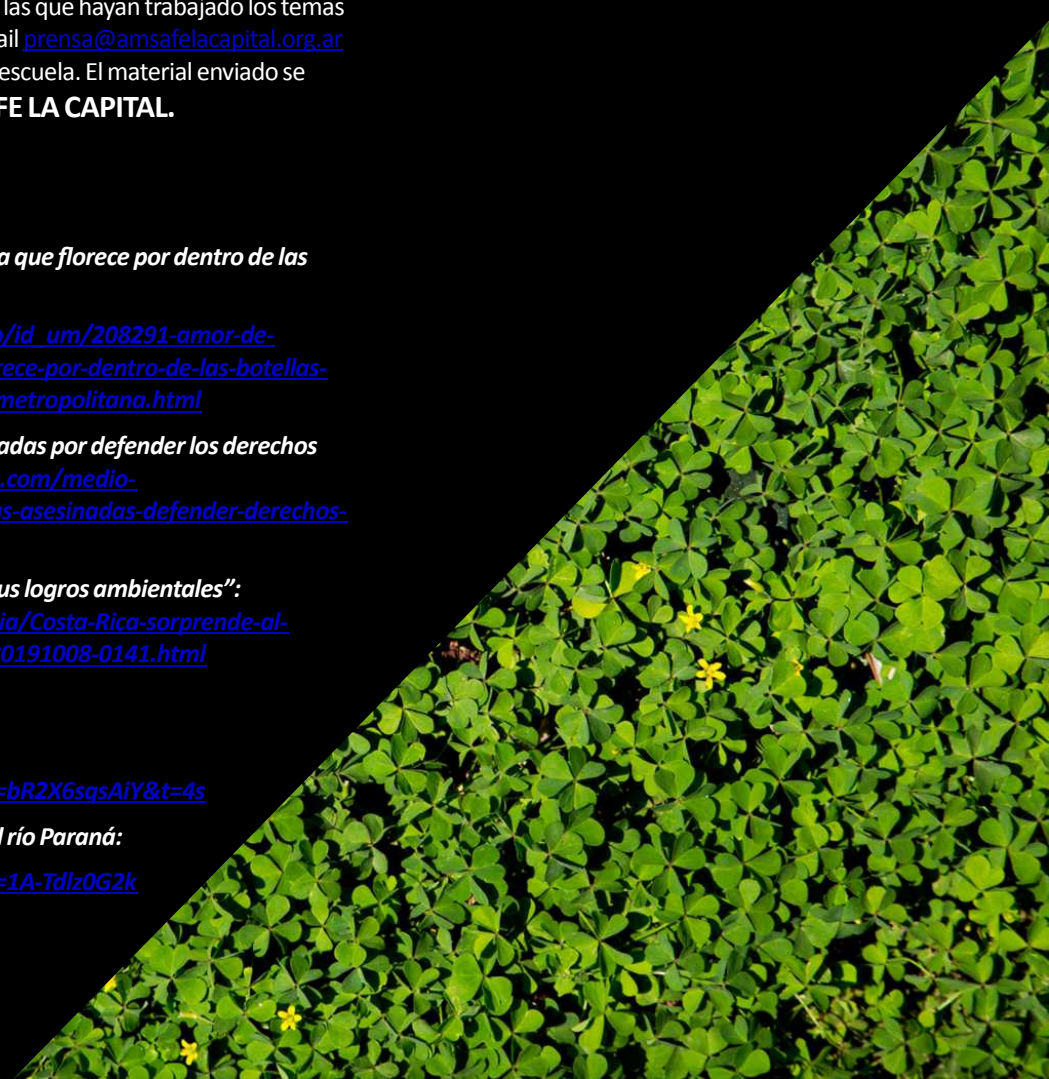 las que hayan trabajado los temas
ail prensa@amsafelacapital.org.ar
escuela. El material enviado se
FE LA CAPITAL.
a que florece por dentro de las
o/id_um/208291-amor-de-
rece-por-dentro-de-las-botellas-
metropolitana.html
adas por defender los derechos
.com/medio-
as-asesinadas-defender-derechos-
us logros ambientales”:
ia/Costa-Rica-sorprende-al-
20191008-0141.html
=bR2X6sqsAiY&t=4s
l río Paraná:
=1A-Tdlz0G2k